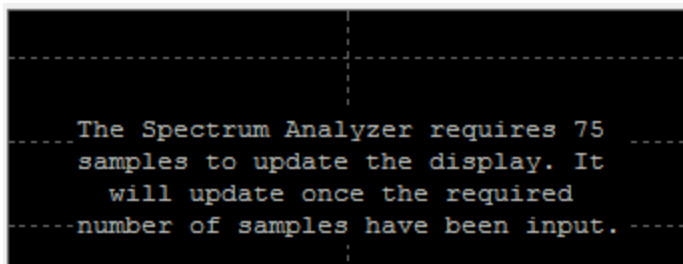 The Spectrum Analyzer requires 75
samples to update the display. It
will update once the required
number of samples have been input.